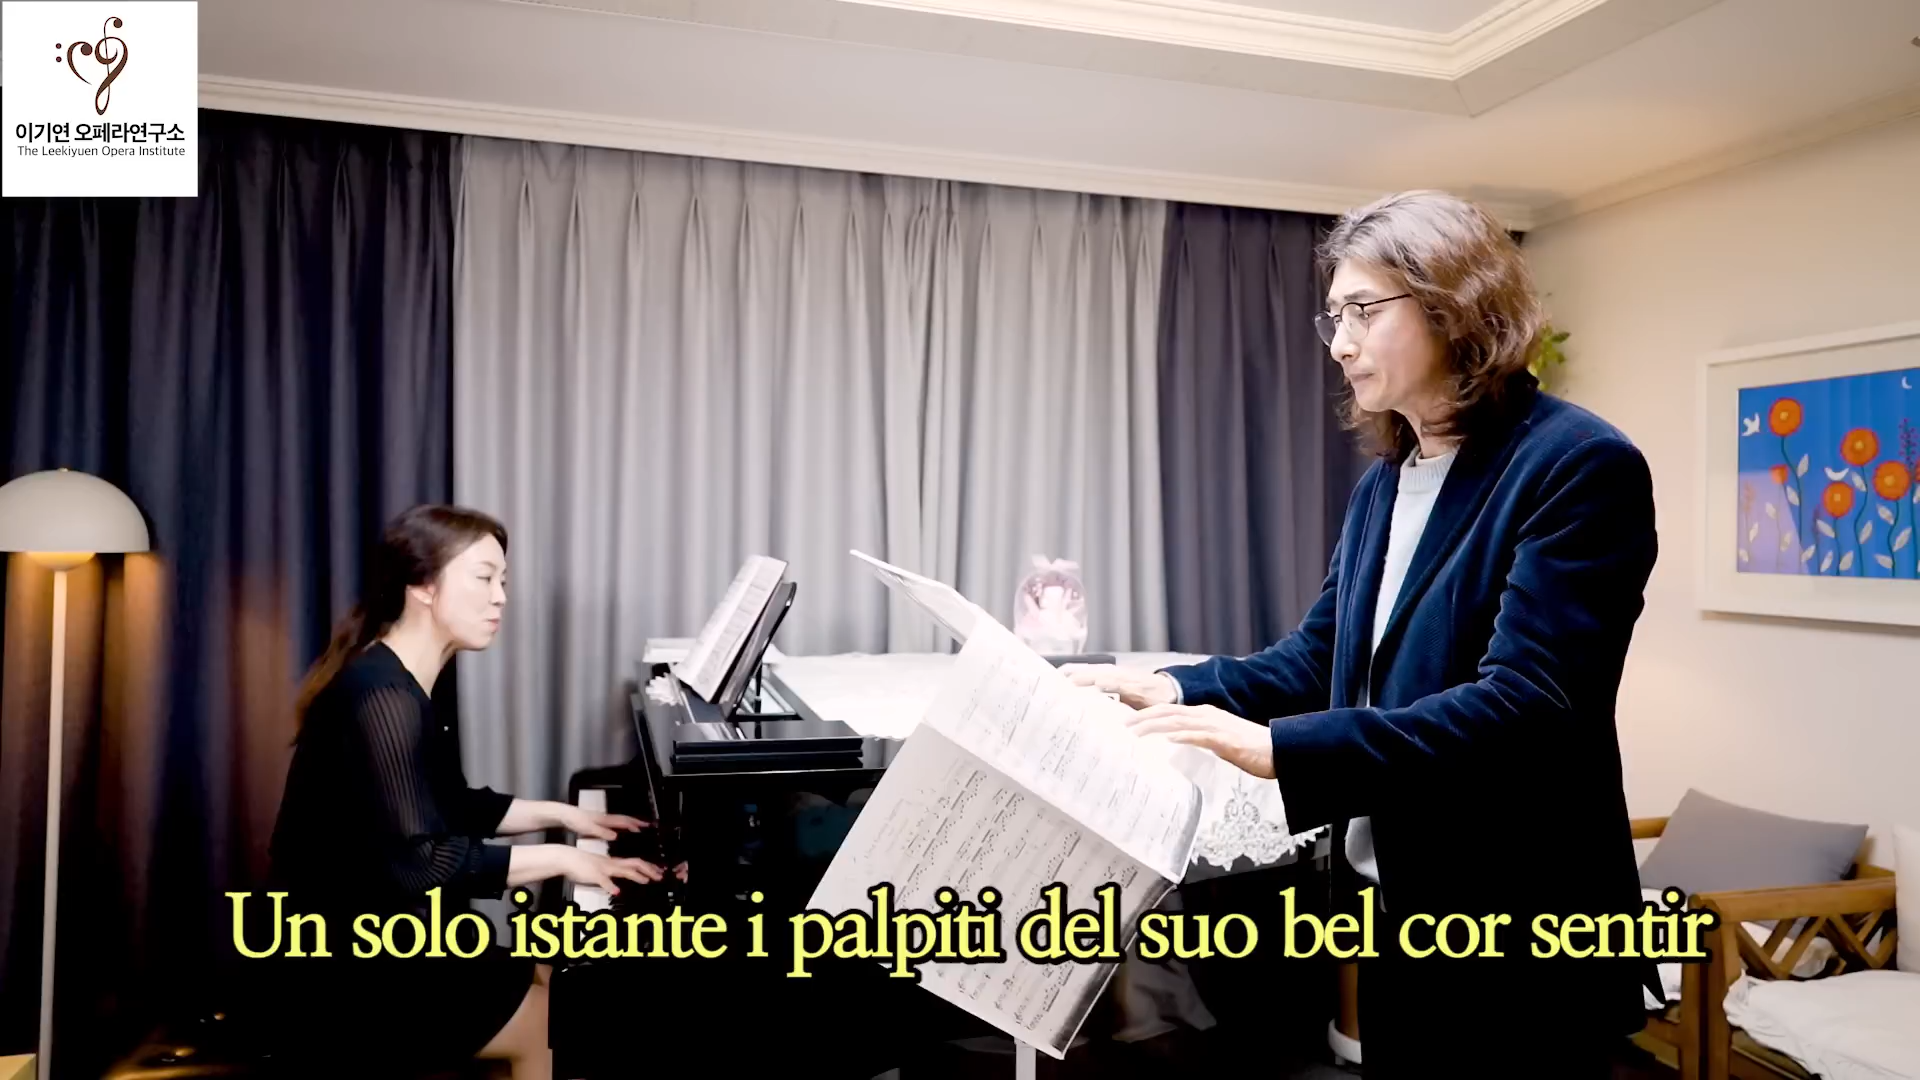 이기연 오페라연구소
The Leekiyuen Opera Institute
Un solo istante i palpiti del suo bel cor sentir